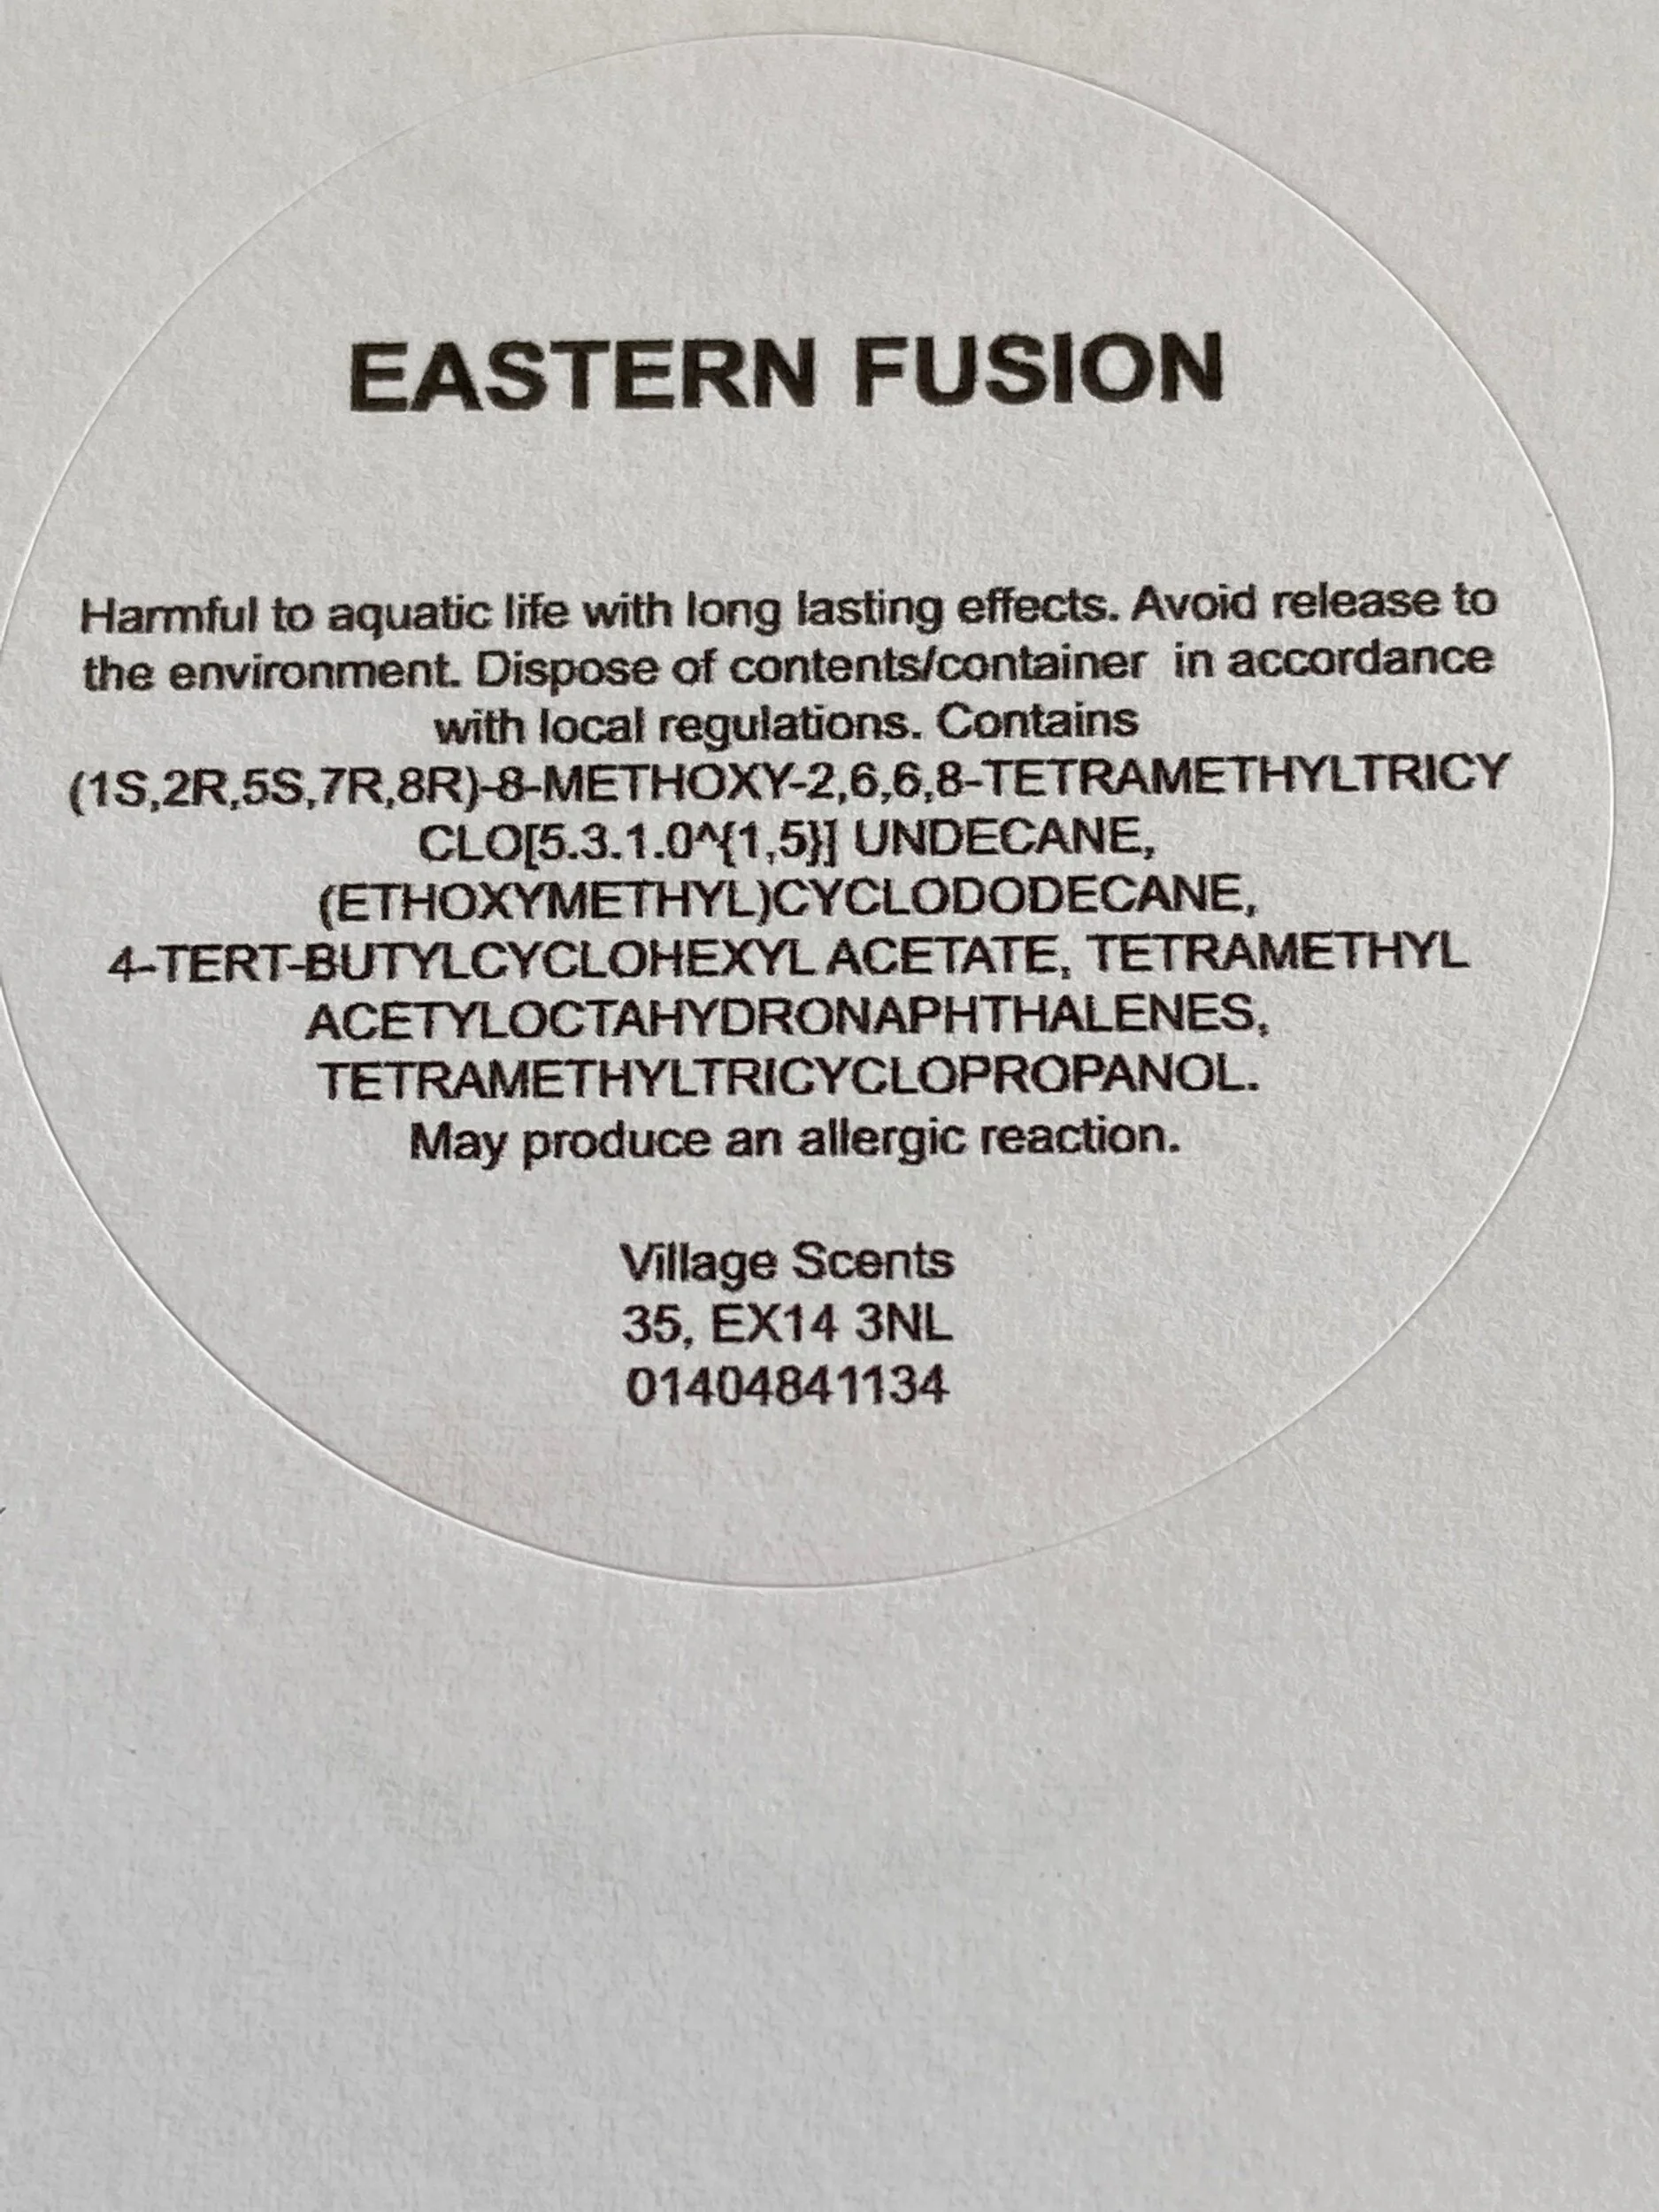 EASTERN FUSION
Harmful to aquatic life with long lasting effects. Avoid release to
the environment. Dispose of contents/container in accordance
with local regulations. Contains
(1S,2R,5S,7R,8R)-8-METHOXY-2,6,6,8-TETRAMETHYLTRICY
CLO[5.3.1.0^{1,5}] UNDECANE,
(ETHOXYMETHYL)CYCLODODECANE,
4-TERT-BUTYLCYCLOHEXYL ACETATE, TETRAMETHYL
ACETYLOCTAHYDRONAPHTHALENES,
TETRAMETHYLTRICYCLOPROPANOL.
May produce an allergic reaction.
Village Scents
35, EX14 3NL
01404841134